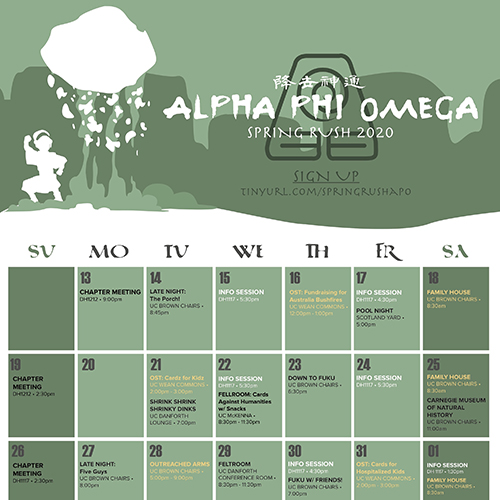 降去神通
ALPHA PHI OMEGA
SPRING RUSH 2020
SIGN UP
TINYURL.COM/SPRINGRUSHAPO
SU MO TU WE TH FR SA
13
CHAPTER MEETING
DH1212 • 9:00pm
14
LATE NIGHT:
The Porch!
UC BROWN CHAIRS •
8:45pm
15
INFO SESSION
DH1117 • 5:30pm
16
OST: Fundraising for
Australia Bushfires
UC WEAN COMMONS •
12:00pm - 1:00pm
17
INFO SESSION
DH1117 • 4:30pm
POOL NIGHT
SCOTLAND YARD •
5:00pm
18
FAMILY HOUSE
UC BROWN CHAIRS •
8:30am
19
CHAPTER
MEETING
DH1212 • 2:30pm
20
21
OST: Cards for Kids
UC WEAN COMMONS •
2:00pm - 3:00pm
SHRINK SHRINK
SHRINKY DINKS
UC DANFORTH
LOUNGE • 7:00pm
22
INFO SESSION
DH1117 • 5:30pm
FELLROOM: Cards
Against Humanities
w/ Snacks
UC McKENNA •
8:30pm - 11:30pm
23
DOWN TO FUKU
UC BROWN CHAIRS •
6:30pm
24
INFO SESSION
DH1117 • 5:30pm
25
FAMILY HOUSE
UC BROWN CHAIRS •
8:30am
CARNEGIE MUSEUM
OF NATURAL
HISTORY
UC BROWN CHAIRS •
11:00am
26
CHAPTER
MEETING
DH1212 • 2:30pm
27
LATE NIGHT:
Five Guys
UC BROWN CHAIRS •
8:00pm
28
OUTREACHED ARMS
UC BROWN CHAIRS •
5:00pm - 9:00pm
29
FELTROOM
UC DANFORTH
CONFERENCE ROOM •
8:30pm - 11:30pm
30
INFO SESSION
DH1117 • 4:30pm
FUKU W/ FRIENDS!
UC BROWN CHAIRS •
7:00pm
31
OST: Cards for
Hospitalized Kids
UC WEAN COMMONS •
2:00pm - 3:00pm
01
INFO SESSION
DH 1117 • 1:30pm
FAMILY HOUSE
UC BROWN CHAIRS •
8:30am